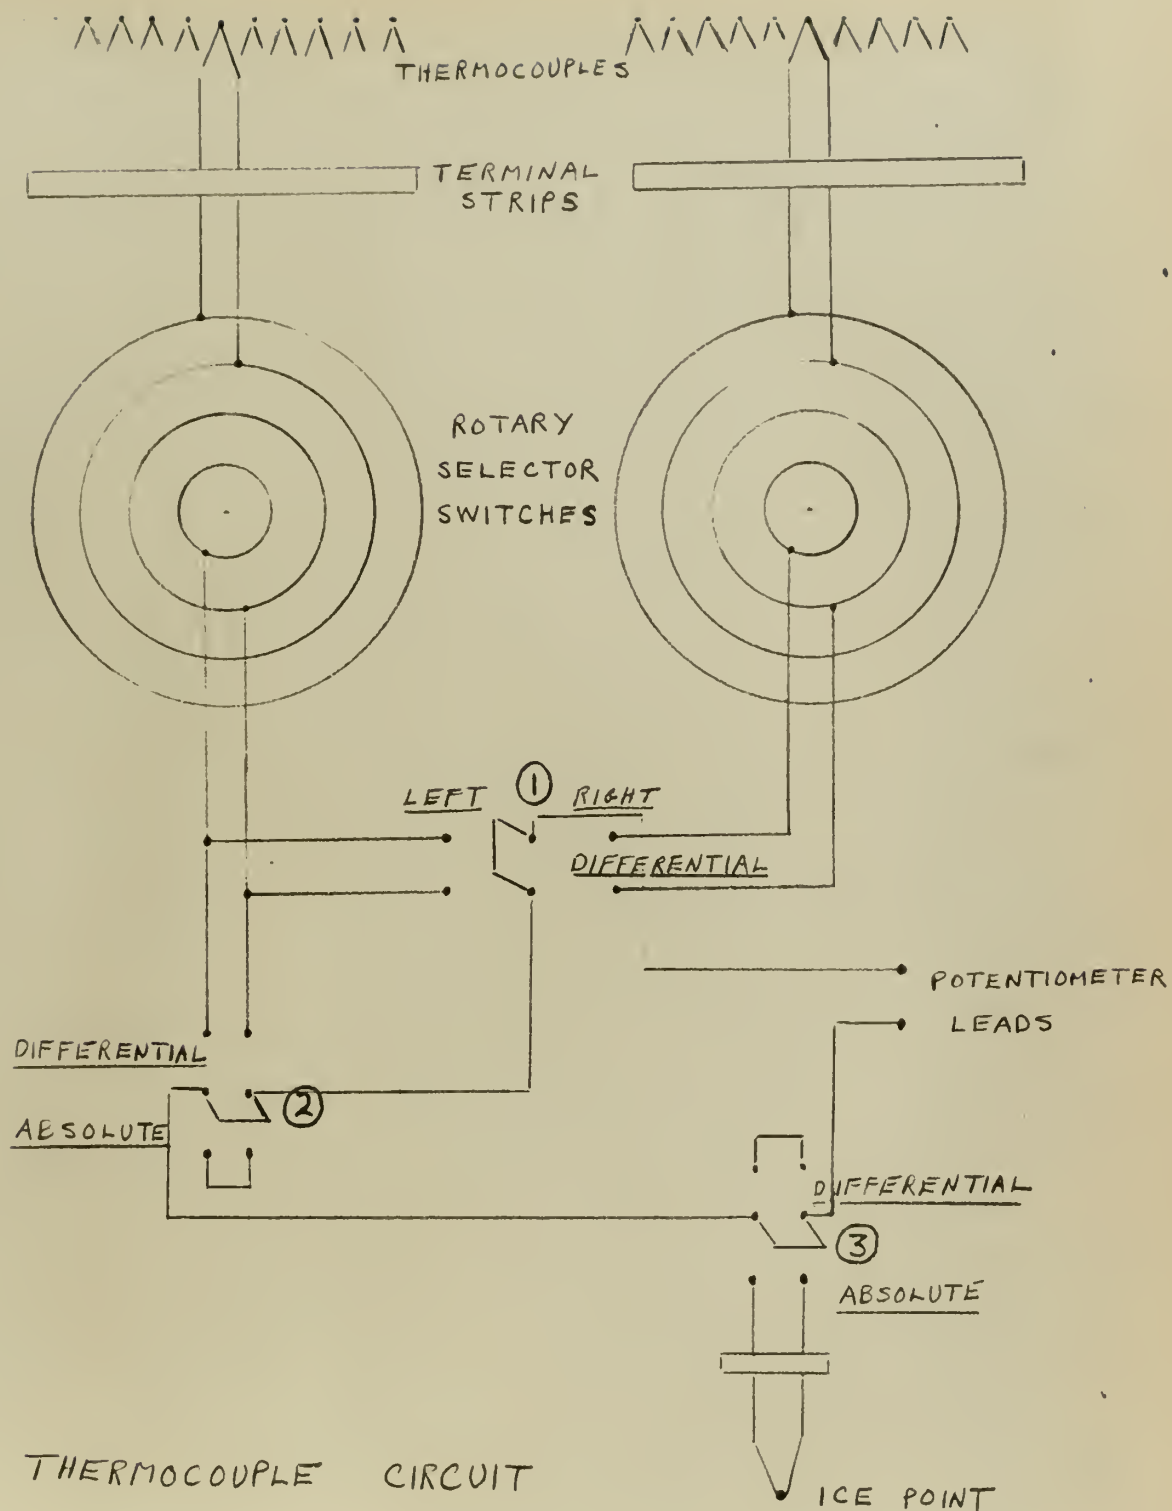 THERMOCOUPLES
TERMINAL
STRIPS
ROTARY
SELECTOR
SWITCHES
LEFT
1
RIGHT
DIFFERENTIAL
POTENTIOMETER
LEADS
DIFFERENTIAL
2
ABSOLUTE
DIFFERENTIAL
3
ABSOLUTE
THERMOCOUPLE CIRCUIT
ICE POINT